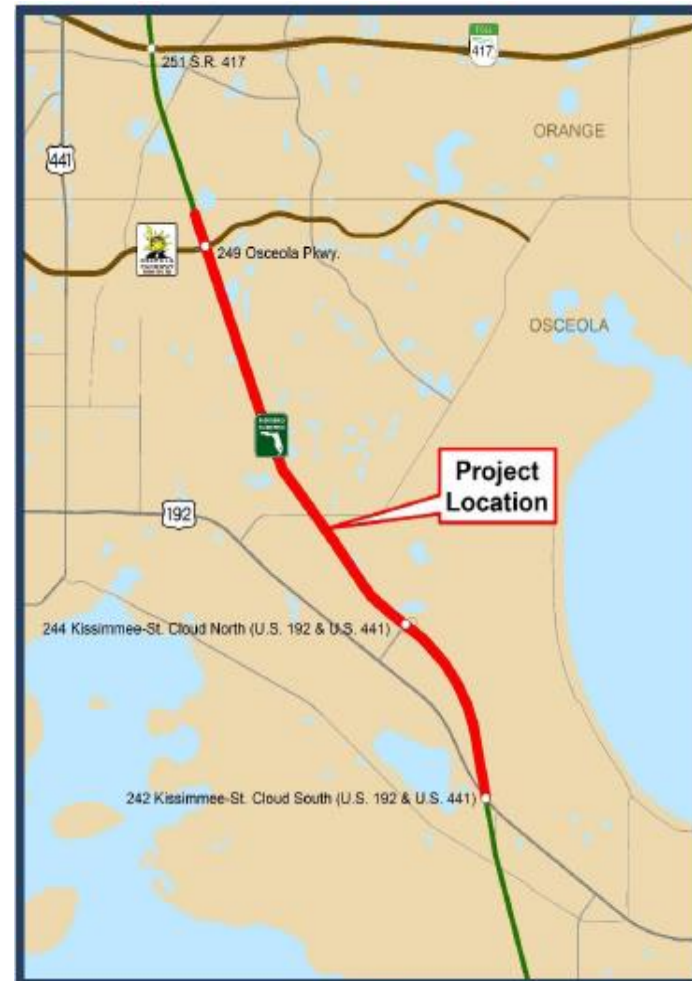 TOLL
417
251 S.R. 417
ORANGE
441
249 Osceola Pkwy.
OSCEOLA
Project
Location
192
244 Kissimmee-St. Cloud North (U.S. 192 & U.S. 441)
242 Kissimmee-St. Cloud South (U.S. 192 & U.S. 441)